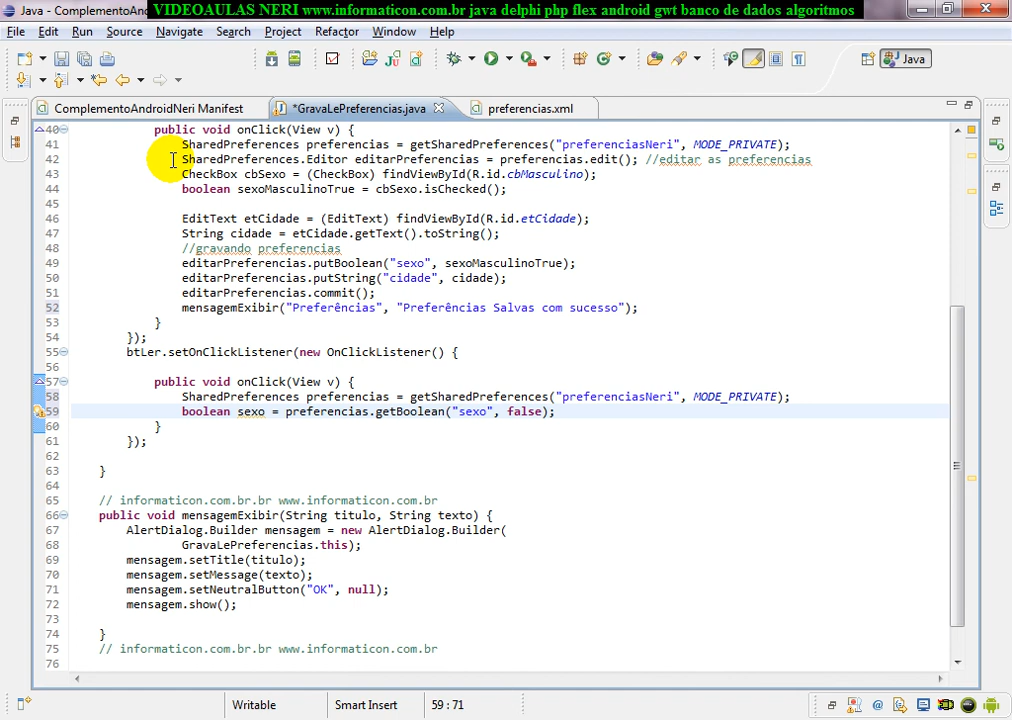 Java - ComplementoAnd
VIDEOAULAS NERI www.informaticon.com.br java delphi php flex android gwt banco de dados algoritmos
File Edit Run Source Navigate Search Project Refactor Window Help
Java
ComplementoAndroidNeri Manifest
*GravaLePreferencias.java
preferencias.xml
40 public void onClick(View v) {
41 SharedPreferences preferencias = getSharedPreferences("preferenciasNeri", MODE_PRIVATE);
42 SharedPreferences.Editor editarPreferencias = preferencias.edit(); //editar as preferencias
43 CheckBox cbSexo = (CheckBox) findViewById(R.id.cbMasculino);
44 boolean sexoMasculinoTrue = cbSexo.isChecked();
45
46 EditText etCidade = (EditText) findViewById(R.id.etCidade);
47 String cidade = etCidade.getText().toString();
48 //gravando preferencias
49 editarPreferencias.putBoolean("sexo", sexoMasculinoTrue);
50 editarPreferencias.putString("cidade", cidade);
51 editarPreferencias.commit();
52 mensagemExibir("Preferências", "Preferências Salvas com sucesso");
53 }
54 });
55 btLer.setOnClickListener(new OnClickListener() {
56
57 public void onClick(View v) {
58 SharedPreferences preferencias = getSharedPreferences("preferenciasNeri", MODE_PRIVATE);
59 boolean sexo = preferencias.getBoolean("sexo", false);
60 }
61 });
62
63 }
64
65 // informaticon.com.br.br www.informaticon.com.br
66 public void mensagemExibir(String titulo, String texto) {
67 AlertDialog.Builder mensagem = new AlertDialog.Builder(
68 GravaLePreferencias.this);
69 mensagem.setTitle(titulo);
70 mensagem.setMessage(texto);
71 mensagem.setNeutralButton("OK", null);
72 mensagem.show();
73
74 }
75 // informaticon.com.br.br www.informaticon.com.br
76
Writable
Smart Insert
59 : 71